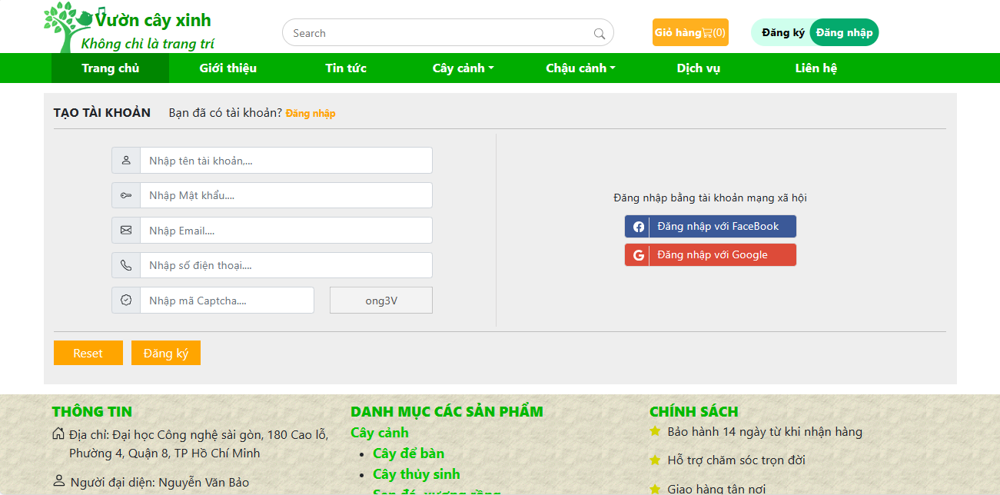 Vườn cây xinh
Không chỉ là trang trí
Search
Giỏ hàng(0)
Đăng ký
Đăng nhập
Trang chủ
Giới thiệu
Tin tức
Cây cảnh
Chậu cảnh
Dịch vụ
Liên hệ
TẠO TÀI KHOẢN
Bạn đã có tài khoản? Đăng nhập
Nhập tên tài khoản,...
Nhập Mật khẩu....
Nhập Email....
Nhập số điện thoại....
Nhập mã Captcha....
ong3V
Đăng nhập bằng tài khoản mạng xã hội
Đăng nhập với FaceBook
Đăng nhập với Google
Reset
Đăng ký
THÔNG TIN
Địa chỉ: Đại học Công nghệ sài gòn, 180 Cao lỗ,
Phường 4, Quận 8, TP Hồ Chí Minh
Người đại diện: Nguyễn Văn Bảo
DANH MỤC CÁC SẢN PHẨM
Cây cảnh
Cây để bàn
Cây thủy sinh
Sen đá, xương rồng
CHÍNH SÁCH
Bảo hành 14 ngày từ khi nhận hàng
Hỗ trợ chăm sóc trọn đời
Giao hàng tận nơi